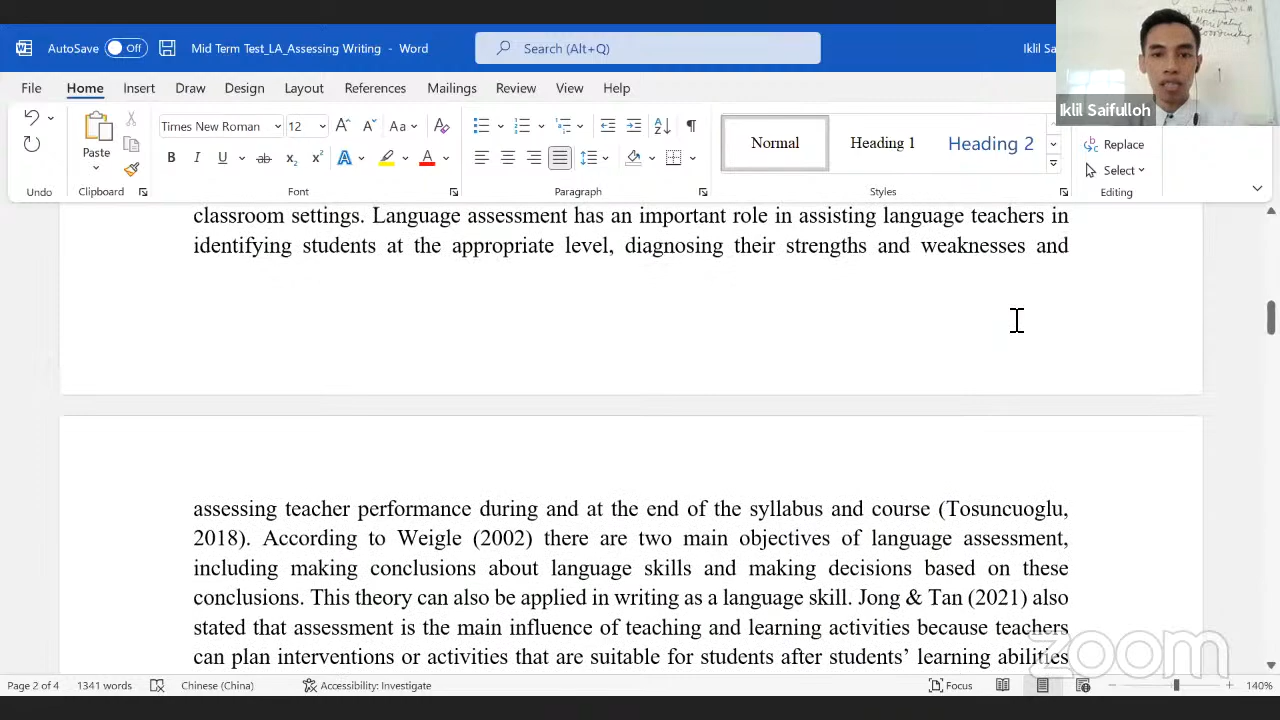 AutoSave Off Mid Term Test_LA_Assessing Writing - Word Search (Alt+Q) Iklil Sa
File Home Insert Draw Design Layout References Mailings Review View Help
Iklil Saifulloh
Times New Roman 12 Aa
Normal Heading 1 Heading 2
Replace
Paste
Select
Undo Clipboard Font Paragraph Styles Editing
classroom settings. Language assessment has an important role in assisting language teachers in
identifying students at the appropriate level, diagnosing their strengths and weaknesses and
assessing teacher performance during and at the end of the syllabus and course (Tosuncuoglu,
2018). According to Weigle (2002) there are two main objectives of language assessment,
including making conclusions about language skills and making decisions based on these
conclusions. This theory can also be applied in writing as a language skill. Jong & Tan (2021) also
stated that assessment is the main influence of teaching and learning activities because teachers
can plan interventions or activities that are suitable for students after students’ learning abilities
zoom
Page 2 of 4 1341 words Chinese (China) Accessibility: Investigate Focus 140%